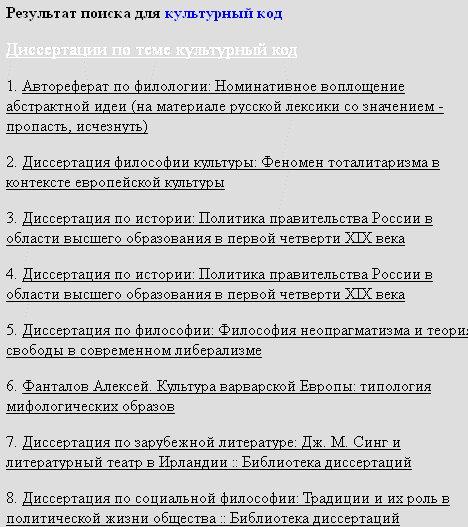 Результат поиска для культурный код
Диссертации по теме культурный код
1. Автореферат по филологии: Номинативное воплощение
абстрактной идеи (на материале русской лексики со значением -
пропасть, исчезнуть)
2. Диссертация философии культуры: Феномен тоталитаризма в
контексте европейской культуры
3. Диссертация по истории: Политика правительства России в
области высшего образования в первой четверти XIX века
4. Диссертация по истории: Политика правительства России в
области высшего образования в первой четверти XIX века
5. Диссертация по философии: Философия неопрагматизма и теория
свободы в современном либерализме
6. Фанталов Алексей. Культура варварской Европы: типология
мифологических образов
7. Диссертация по зарубежной литературе: Дж. М. Синг и
литературный театр в Ирландии :: Библиотека диссертаций
8. Диссертация по социальной философии: Традиции и их роль в
политической жизни общества :: Библиотека диссертаций